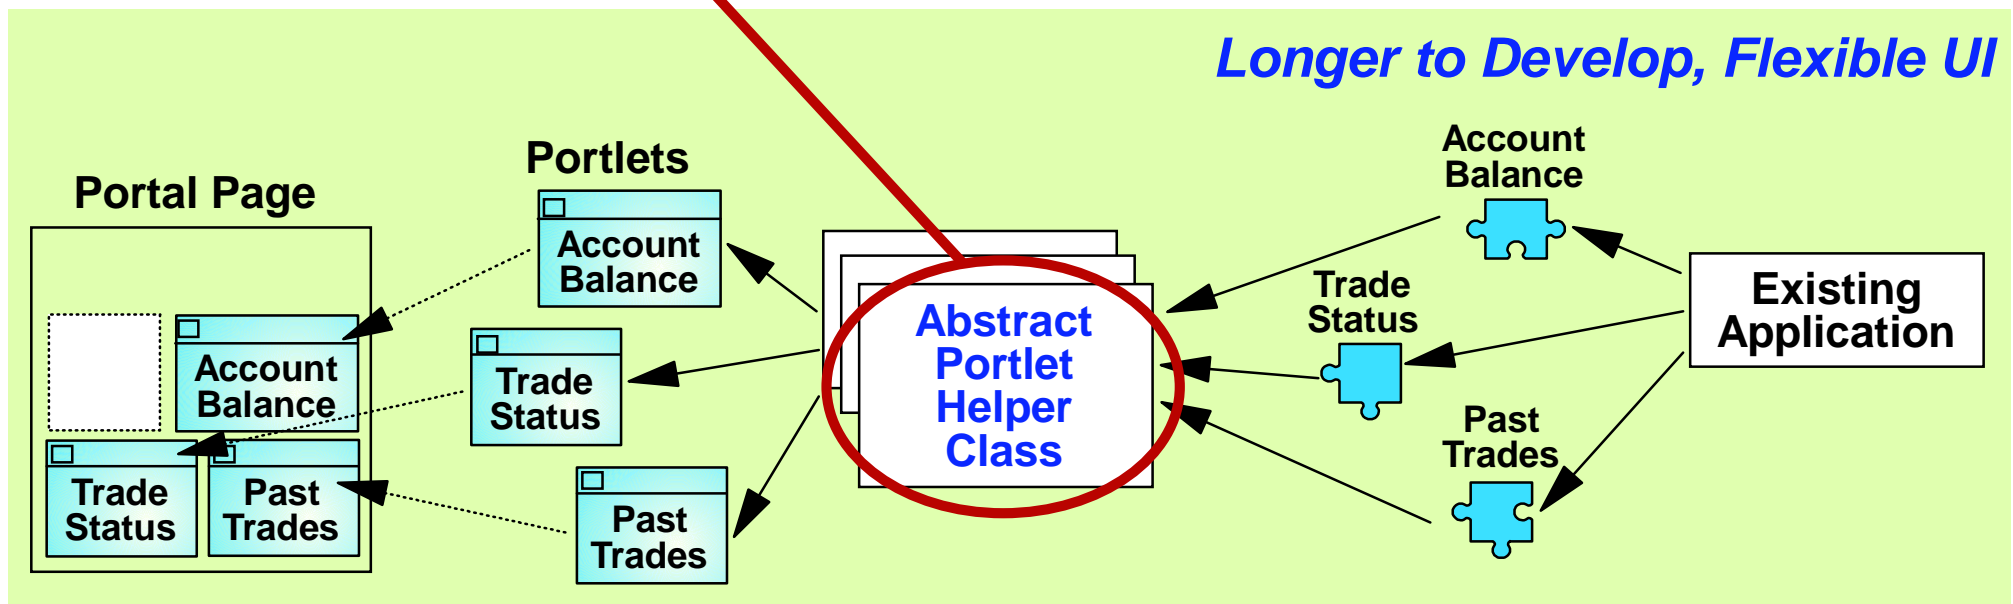 Longer to Develop, Flexible UI
Portal Page
Account
Balance
Trade
Status
Past
Trades
Portlets
Account
Balance
Trade
Status
Past
Trades
Abstract
Portlet
Helper
Class
Account
Balance
Trade
Status
Past
Trades
Existing
Application